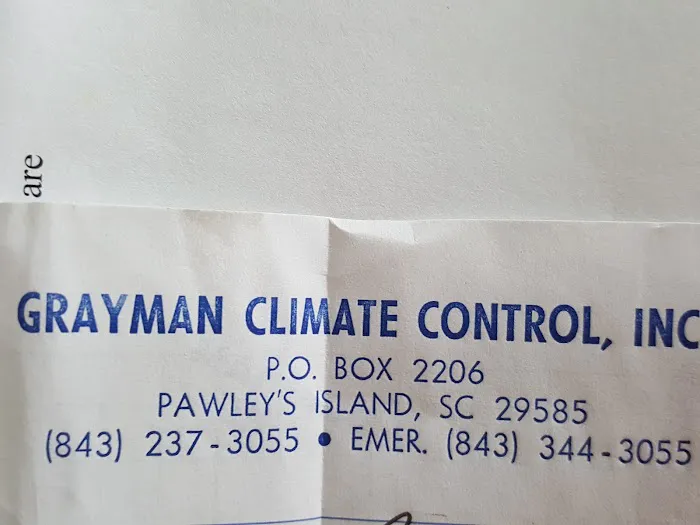 are
GRAYMAN CLIMATE CONTROL, INC
P.O. BOX 2206
PAWLEY'S ISLAND, SC 29585
(843) 237-3055 • EMER. (843) 344-3055